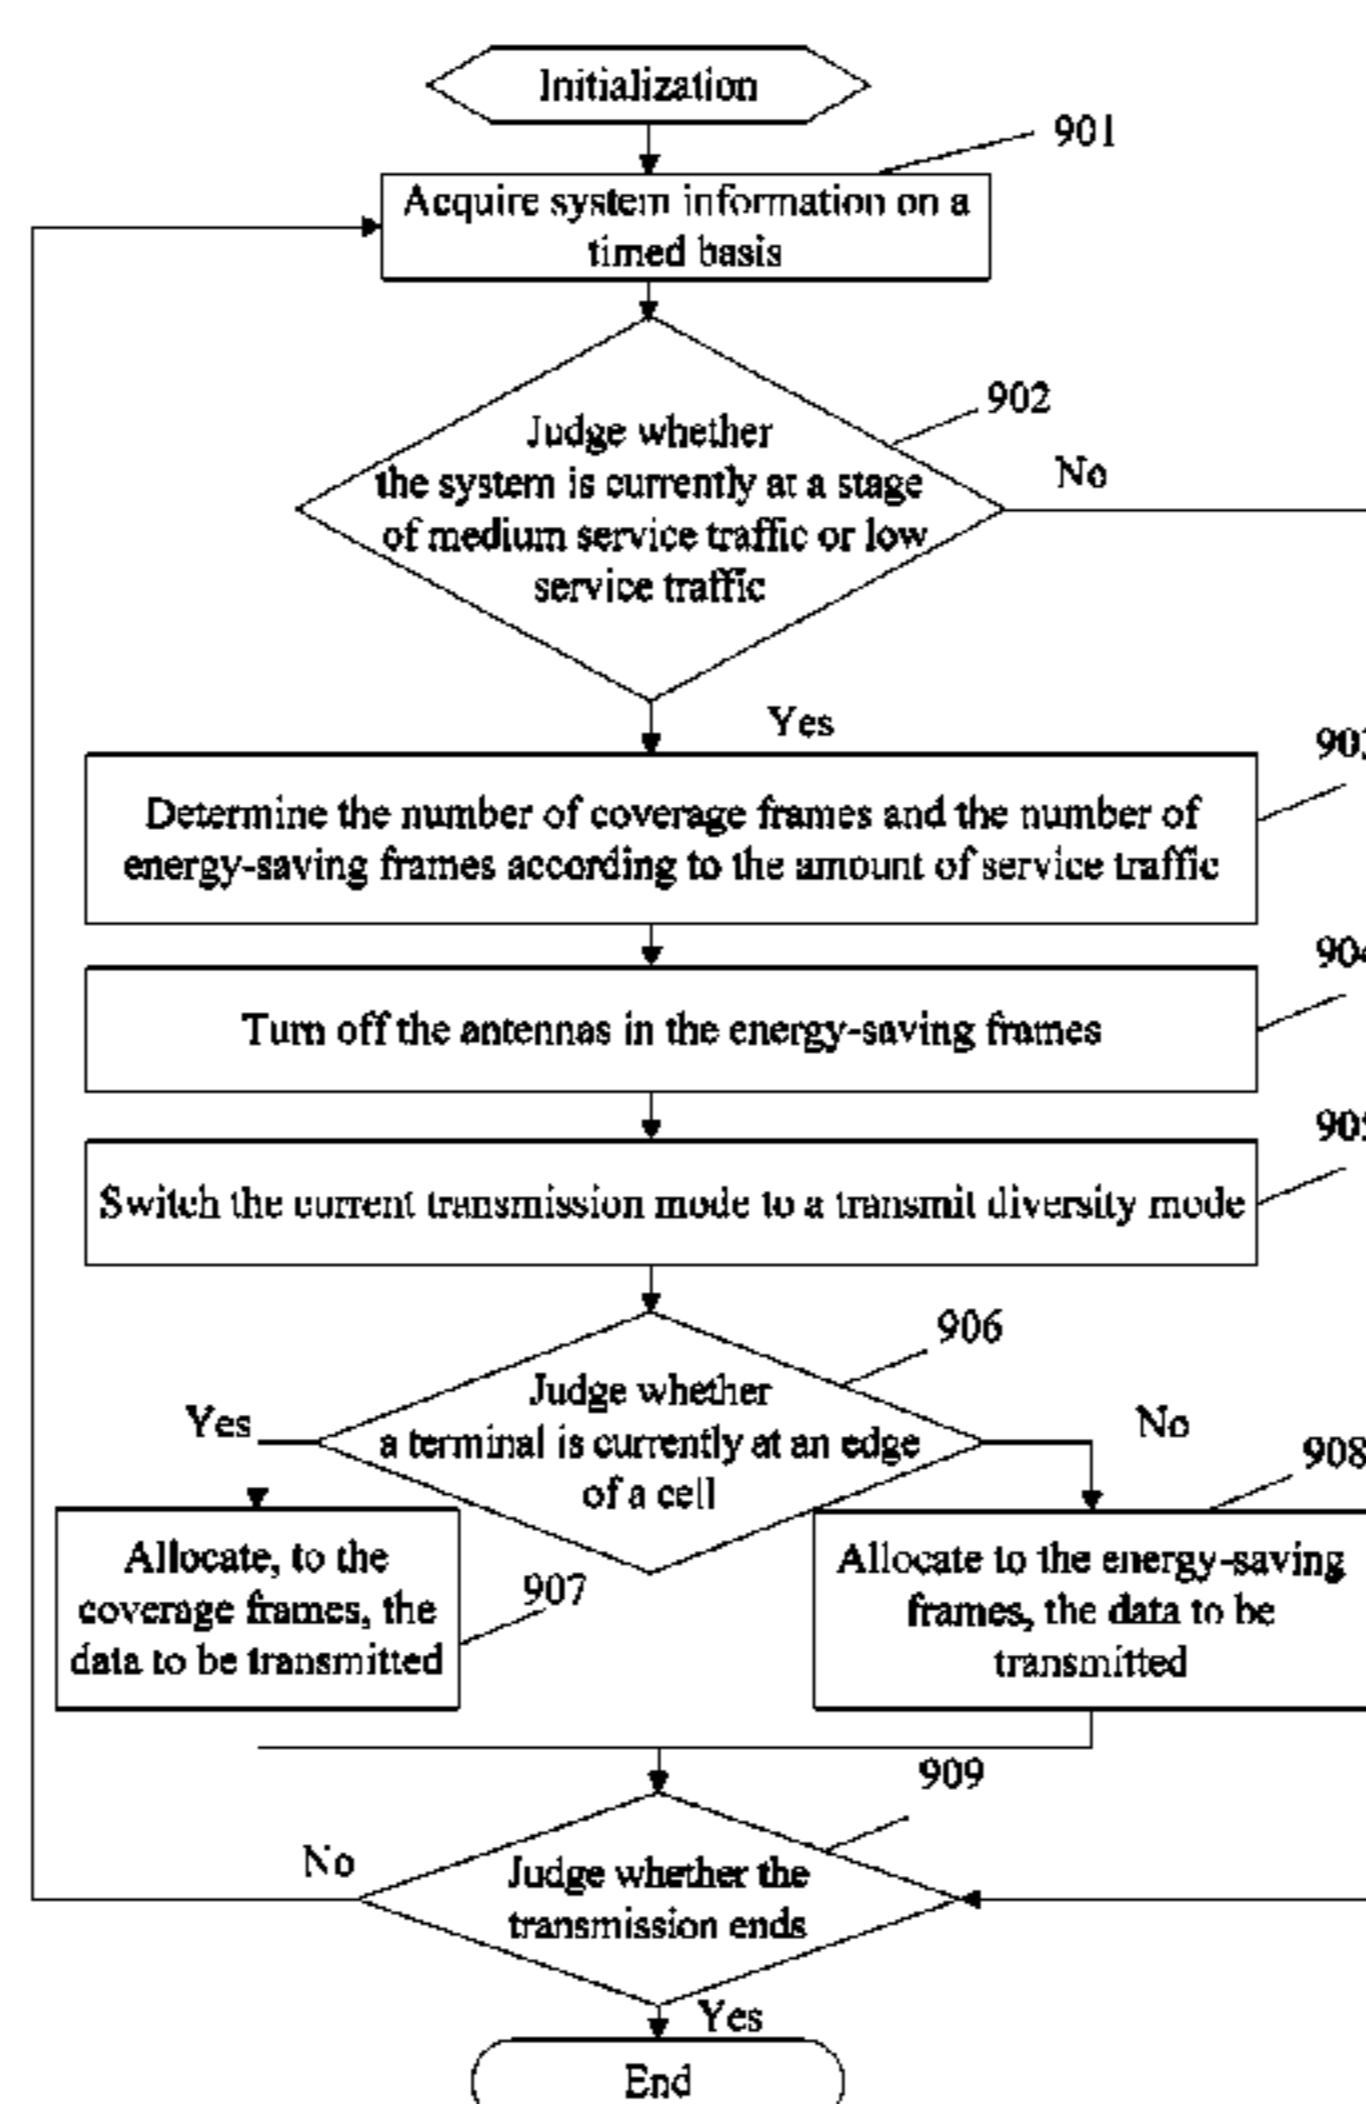 Initialization
901
Acquire system information on a
timed basis
902
Judge whether
the system is currently at a stage
of medium service traffic or low
service traffic
No
Yes
903
Determine the number of coverage frames and the number of
energy-saving frames according to the amount of service traffic
904
Turn off the antennas in the energy-saving frames
905
Switch the current transmission mode to a transmit diversity mode
906
Judge whether
a terminal is currently at an edge
of a cell
Yes
No
908
Allocate, to the
coverage frames, the
data to be transmitted
907
Allocate to the energy-saving
frames, the data to be
transmitted
909
No
Judge whether the
transmission ends
Yes
End